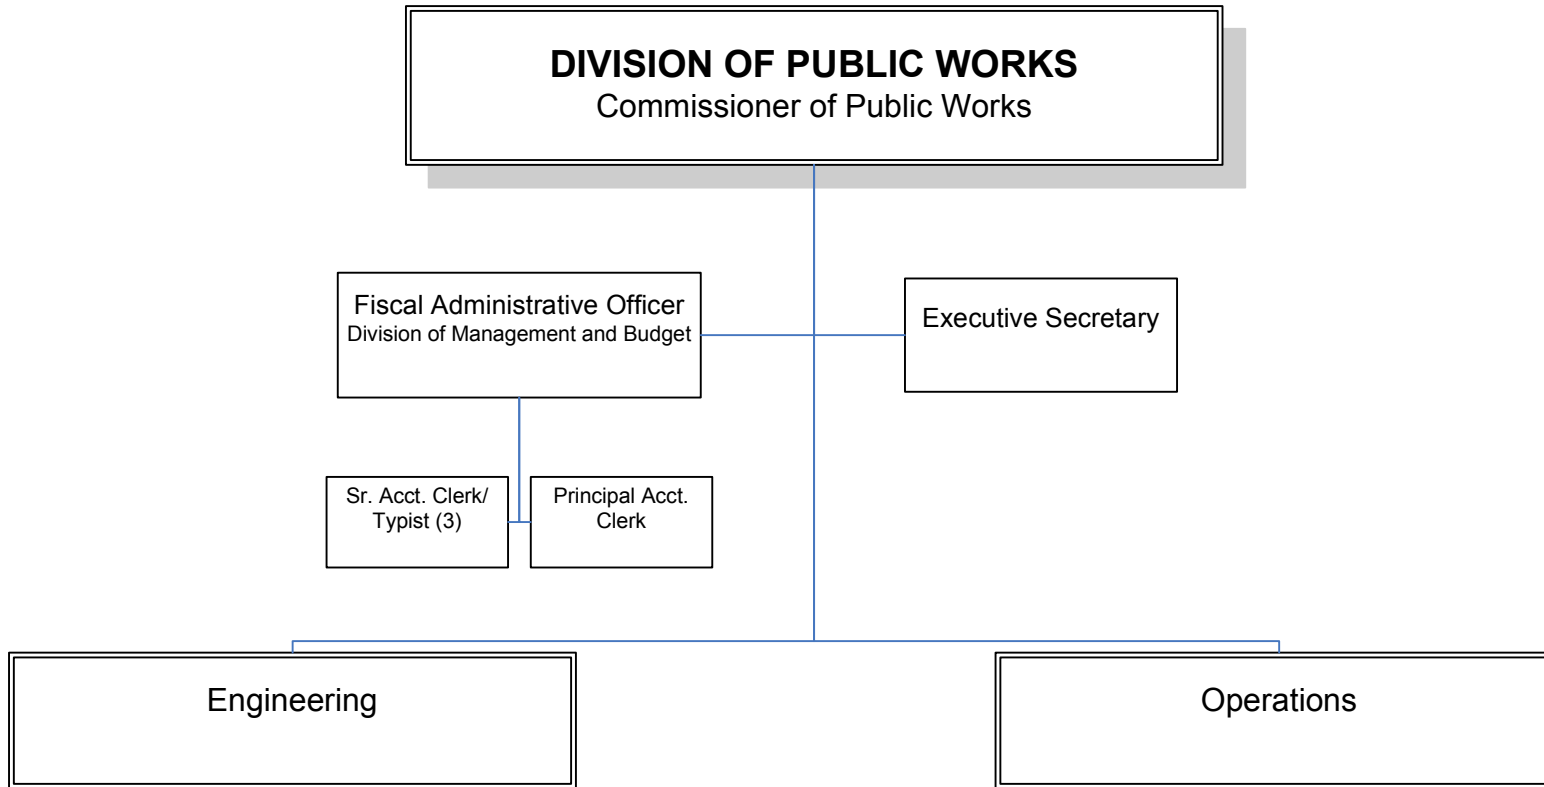 DIVISION OF PUBLIC WORKS
Commissioner of Public Works
Fiscal Administrative Officer
Division of Management and Budget
Executive Secretary
Sr. Acct. Clerk/
Typist (3)
Principal Acct.
Clerk
Engineering
Operations